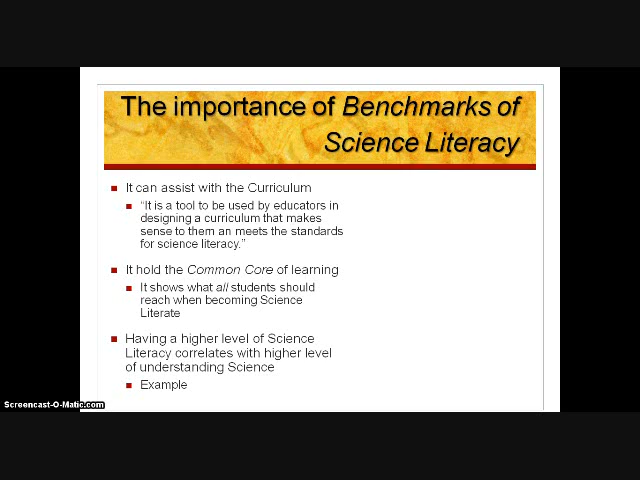 The importance of Benchmarks of
Science Literacy
It can assist with the Curriculum
“It is a tool to be used by educators in
designing a curriculum that makes
sense to them an meets the standards
for science literacy.”
It hold the Common Core of learning
It shows what all students should
reach when becoming Science
Literate
Having a higher level of Science
Literacy correlates with higher level
of understanding Science
Example
Screencast-O-Matic.com